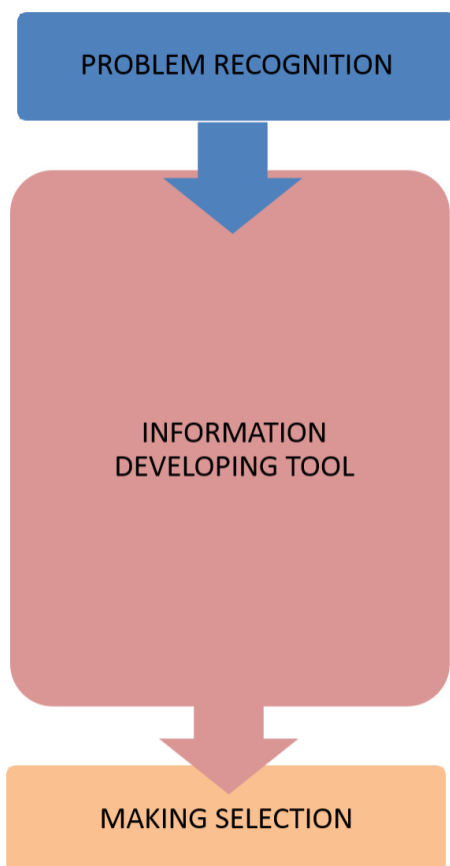 PROBLEM RECOGNITION
INFORMATION
DEVELOPING TOOL
MAKING SELECTION